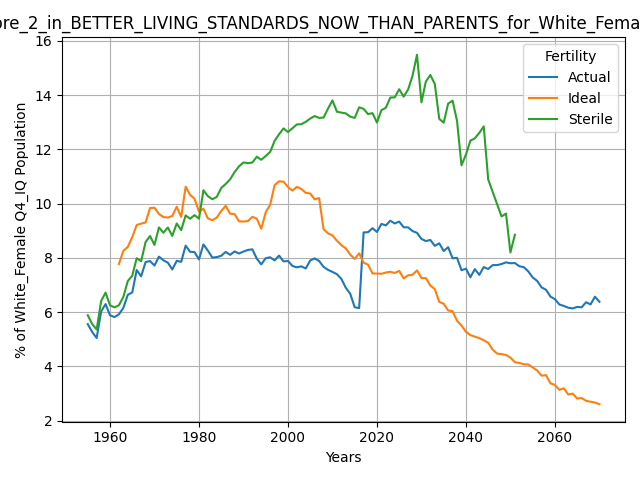 ore_2_in_BETTER_LIVING_STANDARDS_NOW_THAN_PARENTS_for_White_Fema
16
14
12
10
8
6
4
2
% of White_Female Q4_IQ Population
Fertility
Actual
Ideal
Sterile
1960 1980 2000 2020 2040 2060
Years